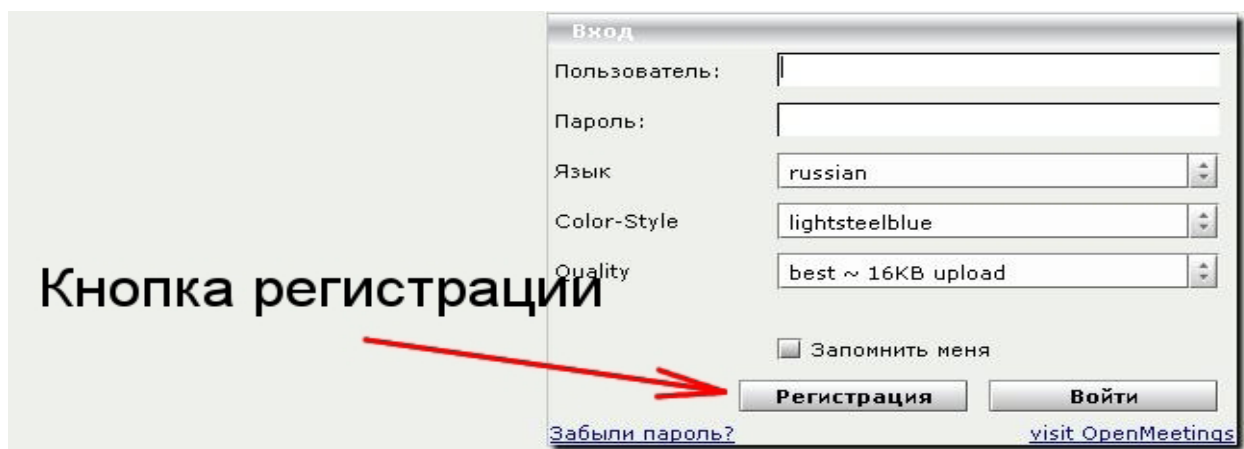 Вход
Пользователь:
Пароль:
Язык russian
Color-Style lightsteelblue
Quality best ~ 16KB upload
Кнопка регистрации
Запомнить меня
Регистрация Войти
Забыли пароль? visit OpenMeetings